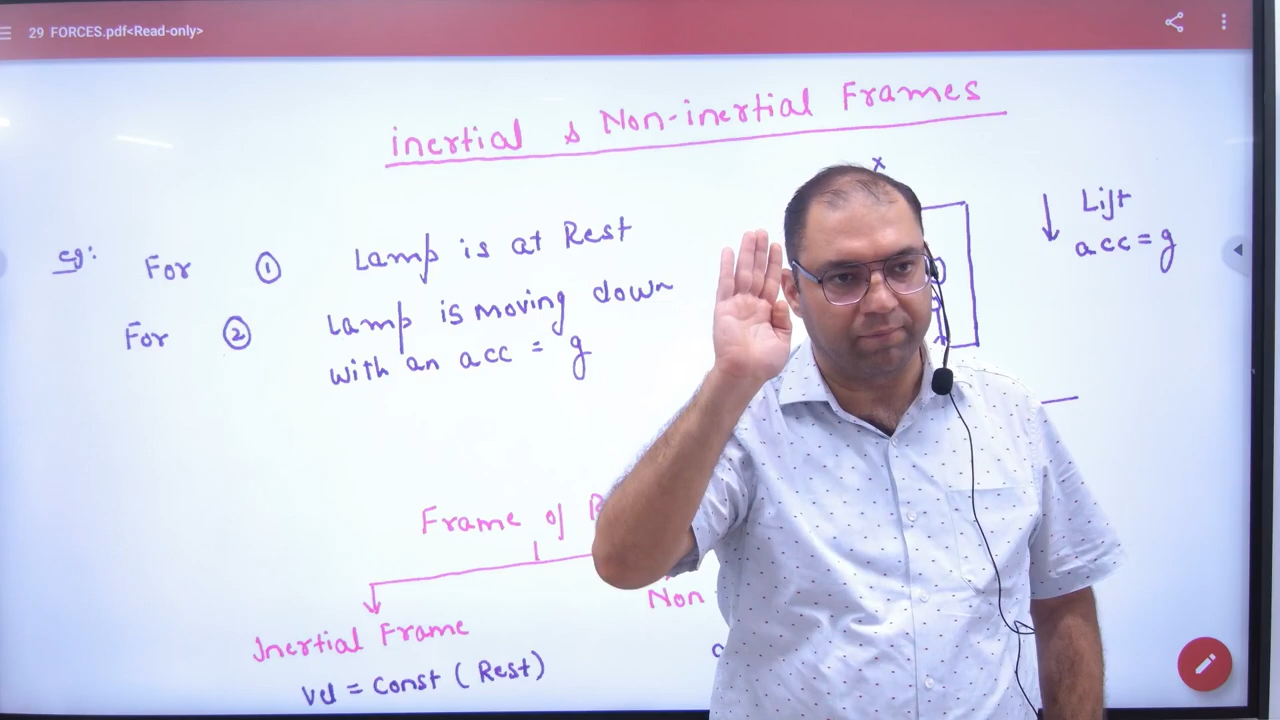 29 FORCES.pdf<Read-only>
inertial & Non-inertial Frames
eg: For ① Lamp is at Rest
For ② Lamp is moving down
with an acc = g
x
Lift
acc = g
Frame of
Inertial Frame
Non
Vel = Const (Rest)